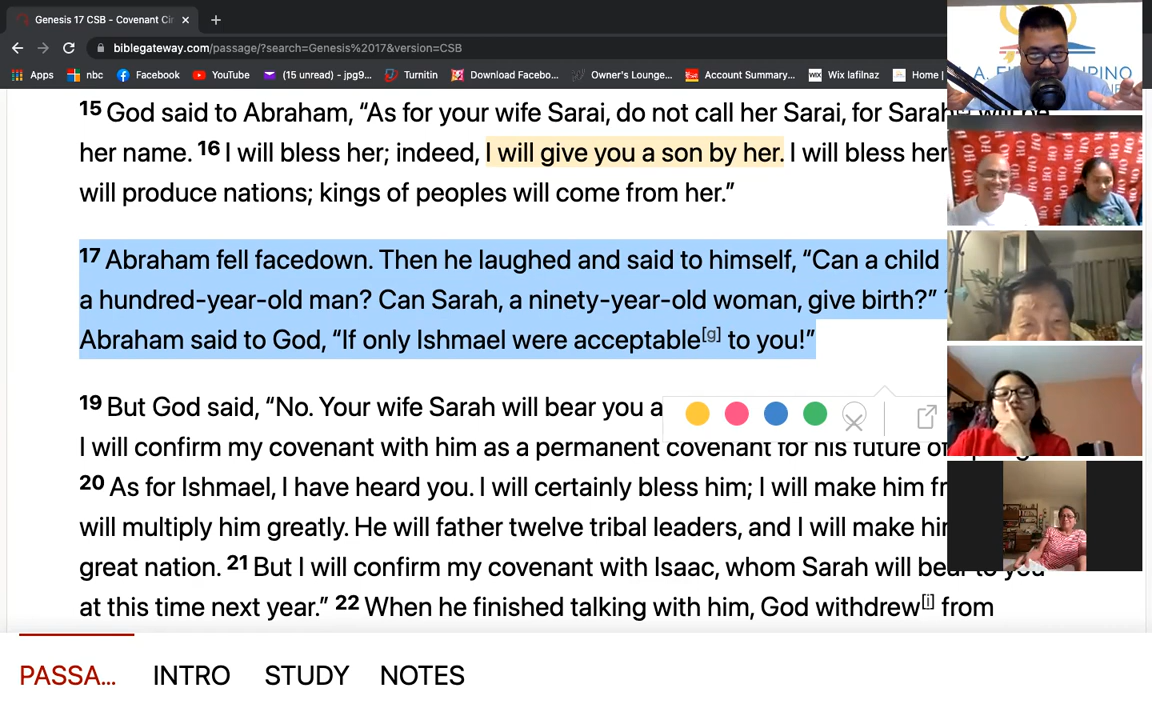 Genesis 17 CSB - Covenant Cir
biblegateway.com/passage/?search=Genesis%2017&version=CSB
Apps nbc Facebook YouTube (15 unread) - jpg9... Turnitin Download Facebo... Owner's Lounge... Account Summary... WIX Wix lafilnaz Home |
15 God said to Abraham, “As for your wife Sarai, do not call her Sarai, for Sarah will be
her name. 16 I will bless her; indeed, I will give you a son by her. I will bless her
will produce nations; kings of peoples will come from her.”
17 Abraham fell facedown. Then he laughed and said to himself, “Can a child
a hundred-year-old man? Can Sarah, a ninety-year-old woman, give birth?”
Abraham said to God, “If only Ishmael were acceptable[g] to you!”
19 But God said, “No. Your wife Sarah will bear you a
I will confirm my covenant with him as a permanent covenant for his future
20 As for Ishmael, I have heard you. I will certainly bless him; I will make him
will multiply him greatly. He will father twelve tribal leaders, and I will make
great nation. 21 But I will confirm my covenant with Isaac, whom Sarah will bear to you
at this time next year.” 22 When he finished talking with him, God withdrew[i] from
PASSA... INTRO STUDY NOTES
HO HO HO